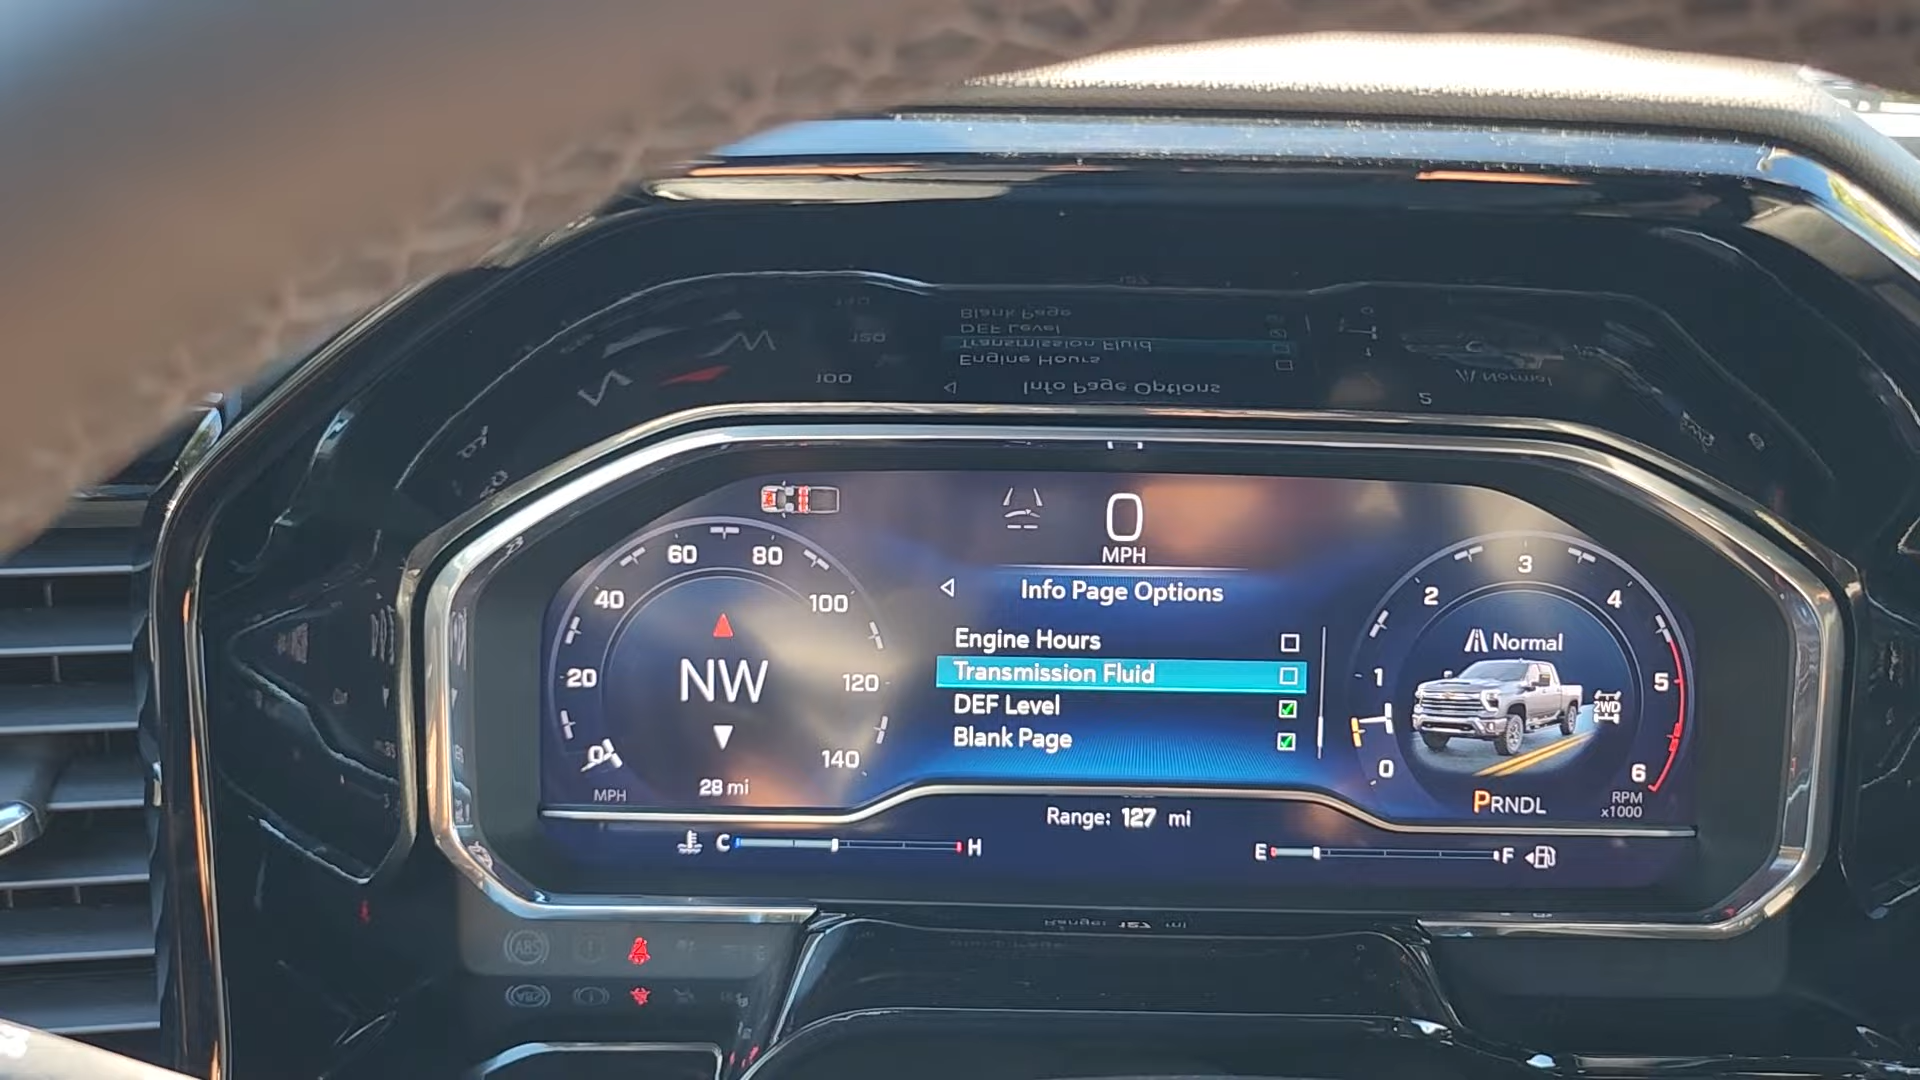 0
MPH
Info Page Options
Engine Hours
Transmission Fluid
DEF Level
Blank Page
Range: 127 mi
0
20
40
60
80
100
120
140
MPH
NW
28 mi
C
H
0
1
2
3
4
5
6
RPM
x1000
Normal
2WD
PRNDL
E
F
ABS